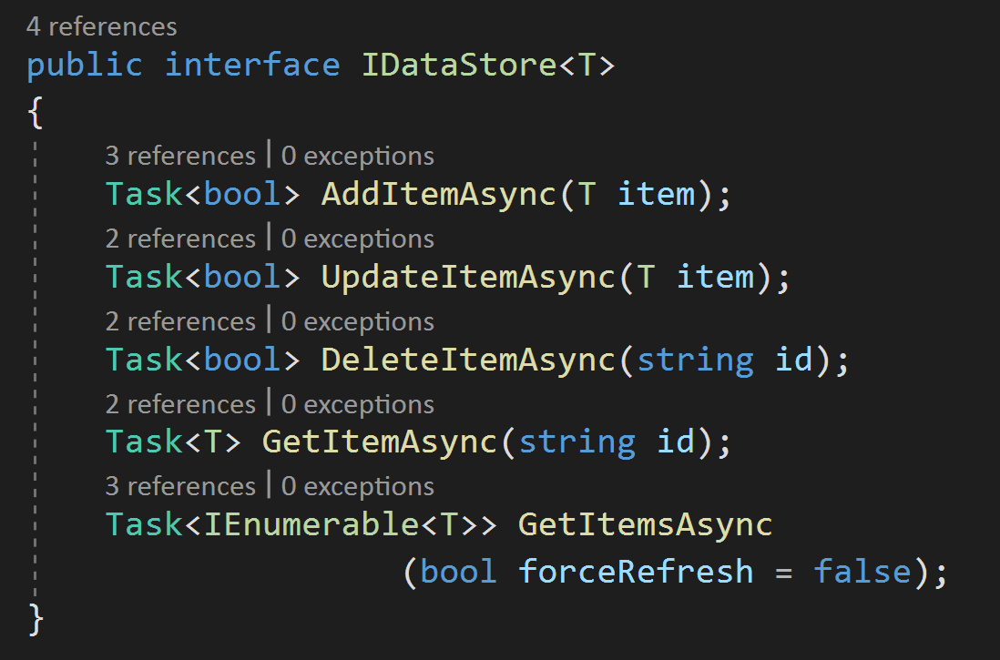 4 references
public interface IDataStore<T>
{
3 references | 0 exceptions
Task<bool> AddItemAsync(T item);
2 references | 0 exceptions
Task<bool> UpdateItemAsync(T item);
2 references | 0 exceptions
Task<bool> DeleteItemAsync(string id);
2 references | 0 exceptions
Task<T> GetItemAsync(string id);
3 references | 0 exceptions
Task<IEnumerable<T>> GetItemsAsync
(bool forceRefresh = false);
}